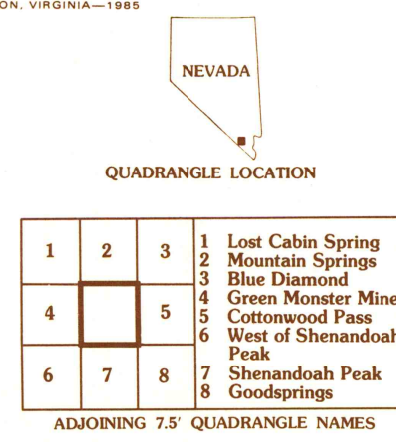 ON, VIRGINIA—1985
NEVADA
QUADRANGLE LOCATION
1 2 3
4 5
6 7 8
1 Lost Cabin Spring
2 Mountain Springs
3 Blue Diamond
4 Green Monster Mine
5 Cottonwood Pass
6 West of Shenandoah
Peak
7 Shenandoah Peak
8 Goodsprings
ADJOINING 7.5' QUADRANGLE NAMES